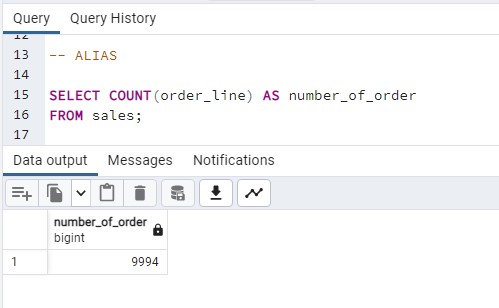 Query Query History
12
13 -- ALIAS
14
15 SELECT COUNT(order_line) AS number_of_order
16 FROM sales;
17
Data output Messages Notifications
number_of_order
bigint
1 9994